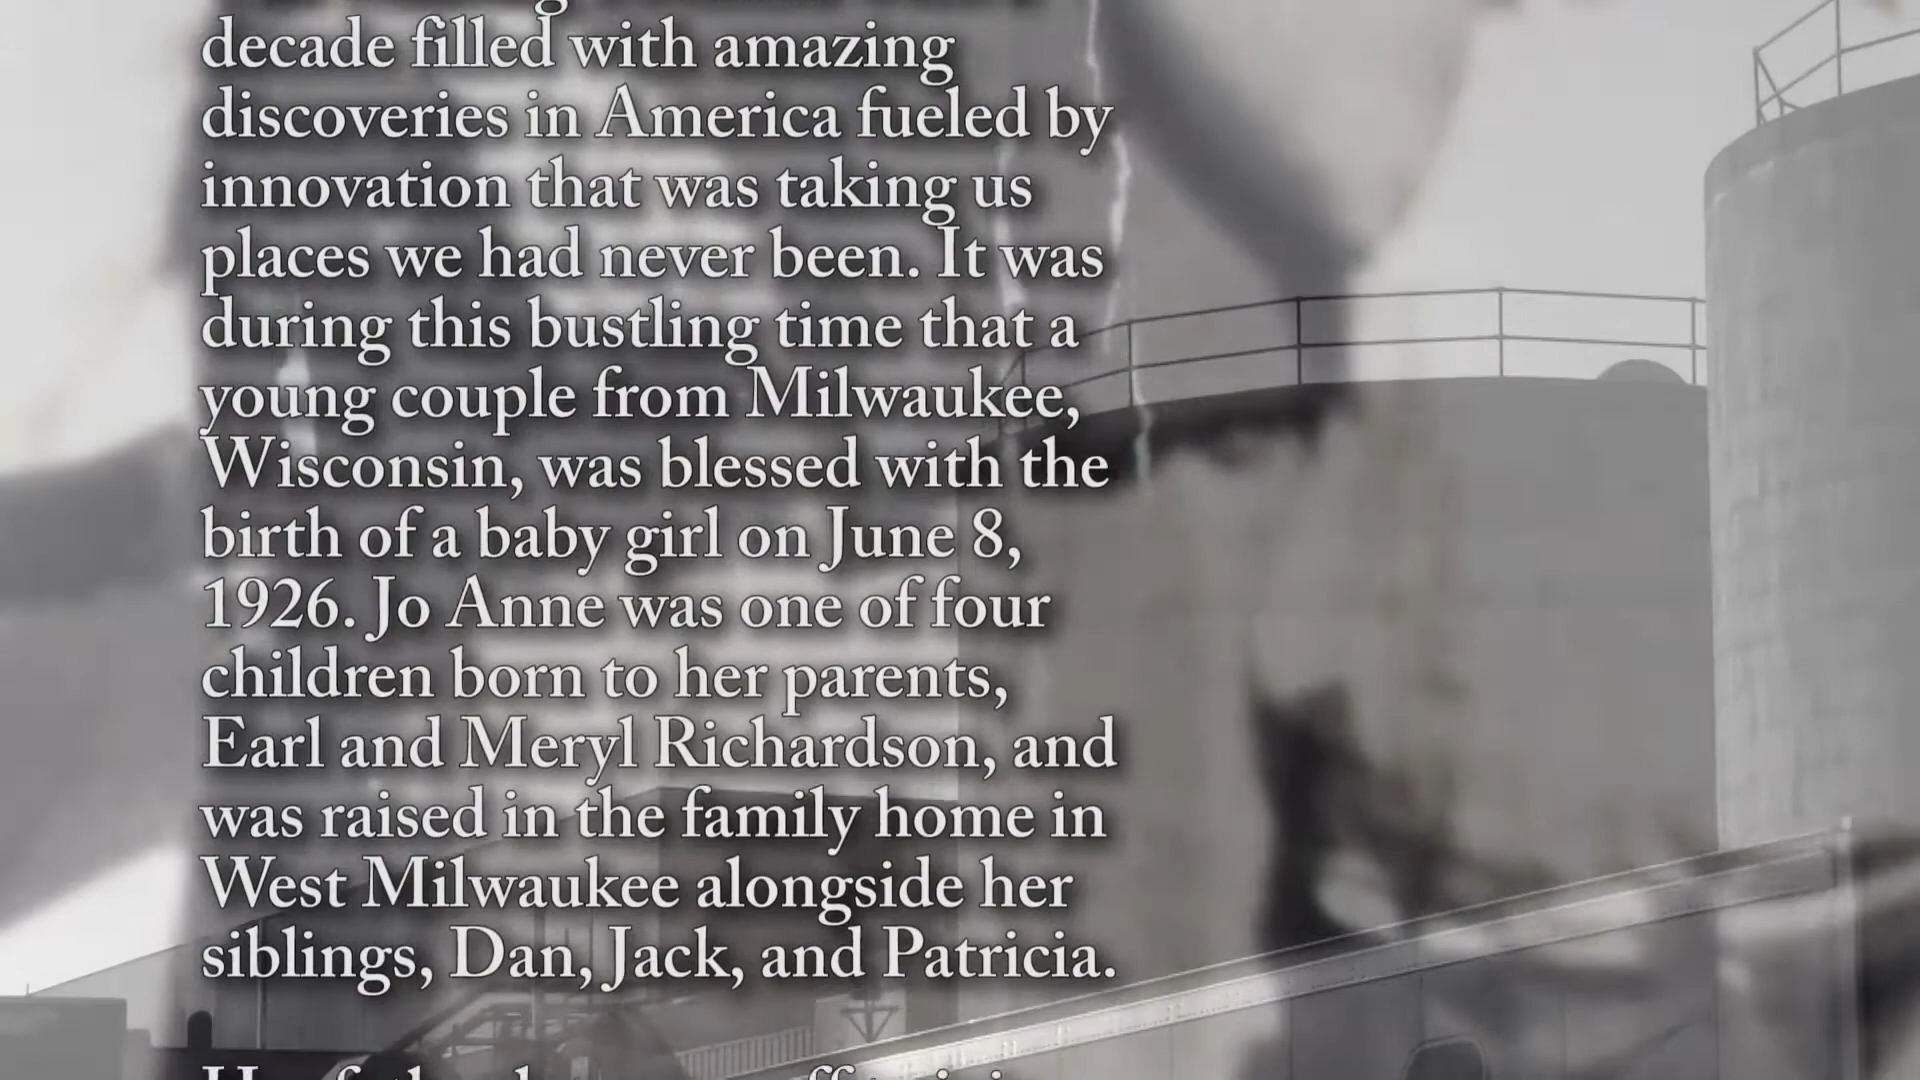 decade filled with amazing
discoveries in America fueled by
innovation that was taking us
places we had never been. It was
during this bustling time that a
young couple from Milwaukee,
Wisconsin, was blessed with the
birth of a baby girl on June 8,
1926. Jo Anne was one of four
children born to her parents,
Earl and Meryl Richardson, and
was raised in the family home in
West Milwaukee alongside her
siblings, Dan, Jack, and Patricia.